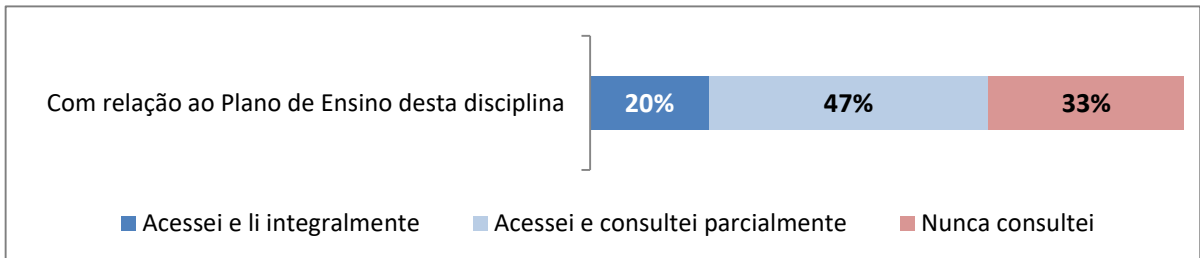 Com relação ao Plano de Ensino desta disciplina
20% 47% 33%
Acessei e li integralmente Acessei e consultei parcialmente Nunca consultei